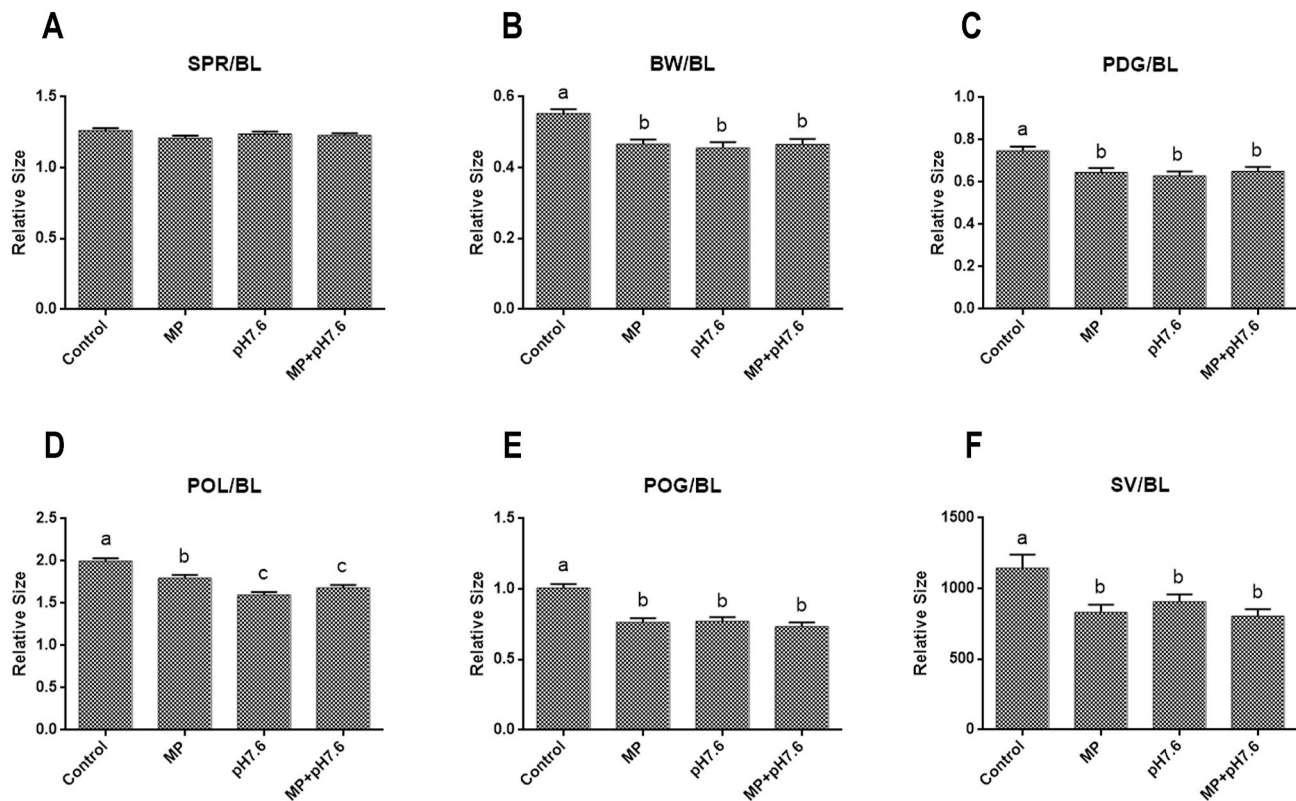 A
SPR/BL
Relative Size
1.5
1.0
0.5
0.0
Control
MP
pH7.6
MP+pH7.6
B
BW/BL
Relative Size
0.6
0.4
0.2
0.0
a
b
b
b
Control
MP
pH7.6
MP+pH7.6
C
PDG/BL
Relative Size
1.0
0.8
0.6
0.4
0.2
0.0
a
b
b
b
Control
MP
pH7.6
MP+pH7.6
D
POL/BL
Relative Size
2.5
2.0
1.5
1.0
0.5
0.0
a
b
c
c
Control
MP
pH7.6
MP+pH7.6
E
POG/BL
Relative Size
1.5
1.0
0.5
0.0
a
b
b
b
Control
MP
pH7.6
MP+pH7.6
F
SV/BL
Relative Size
1500
1000
500
0
a
b
b
b
Control
MP
pH7.6
MP+pH7.6